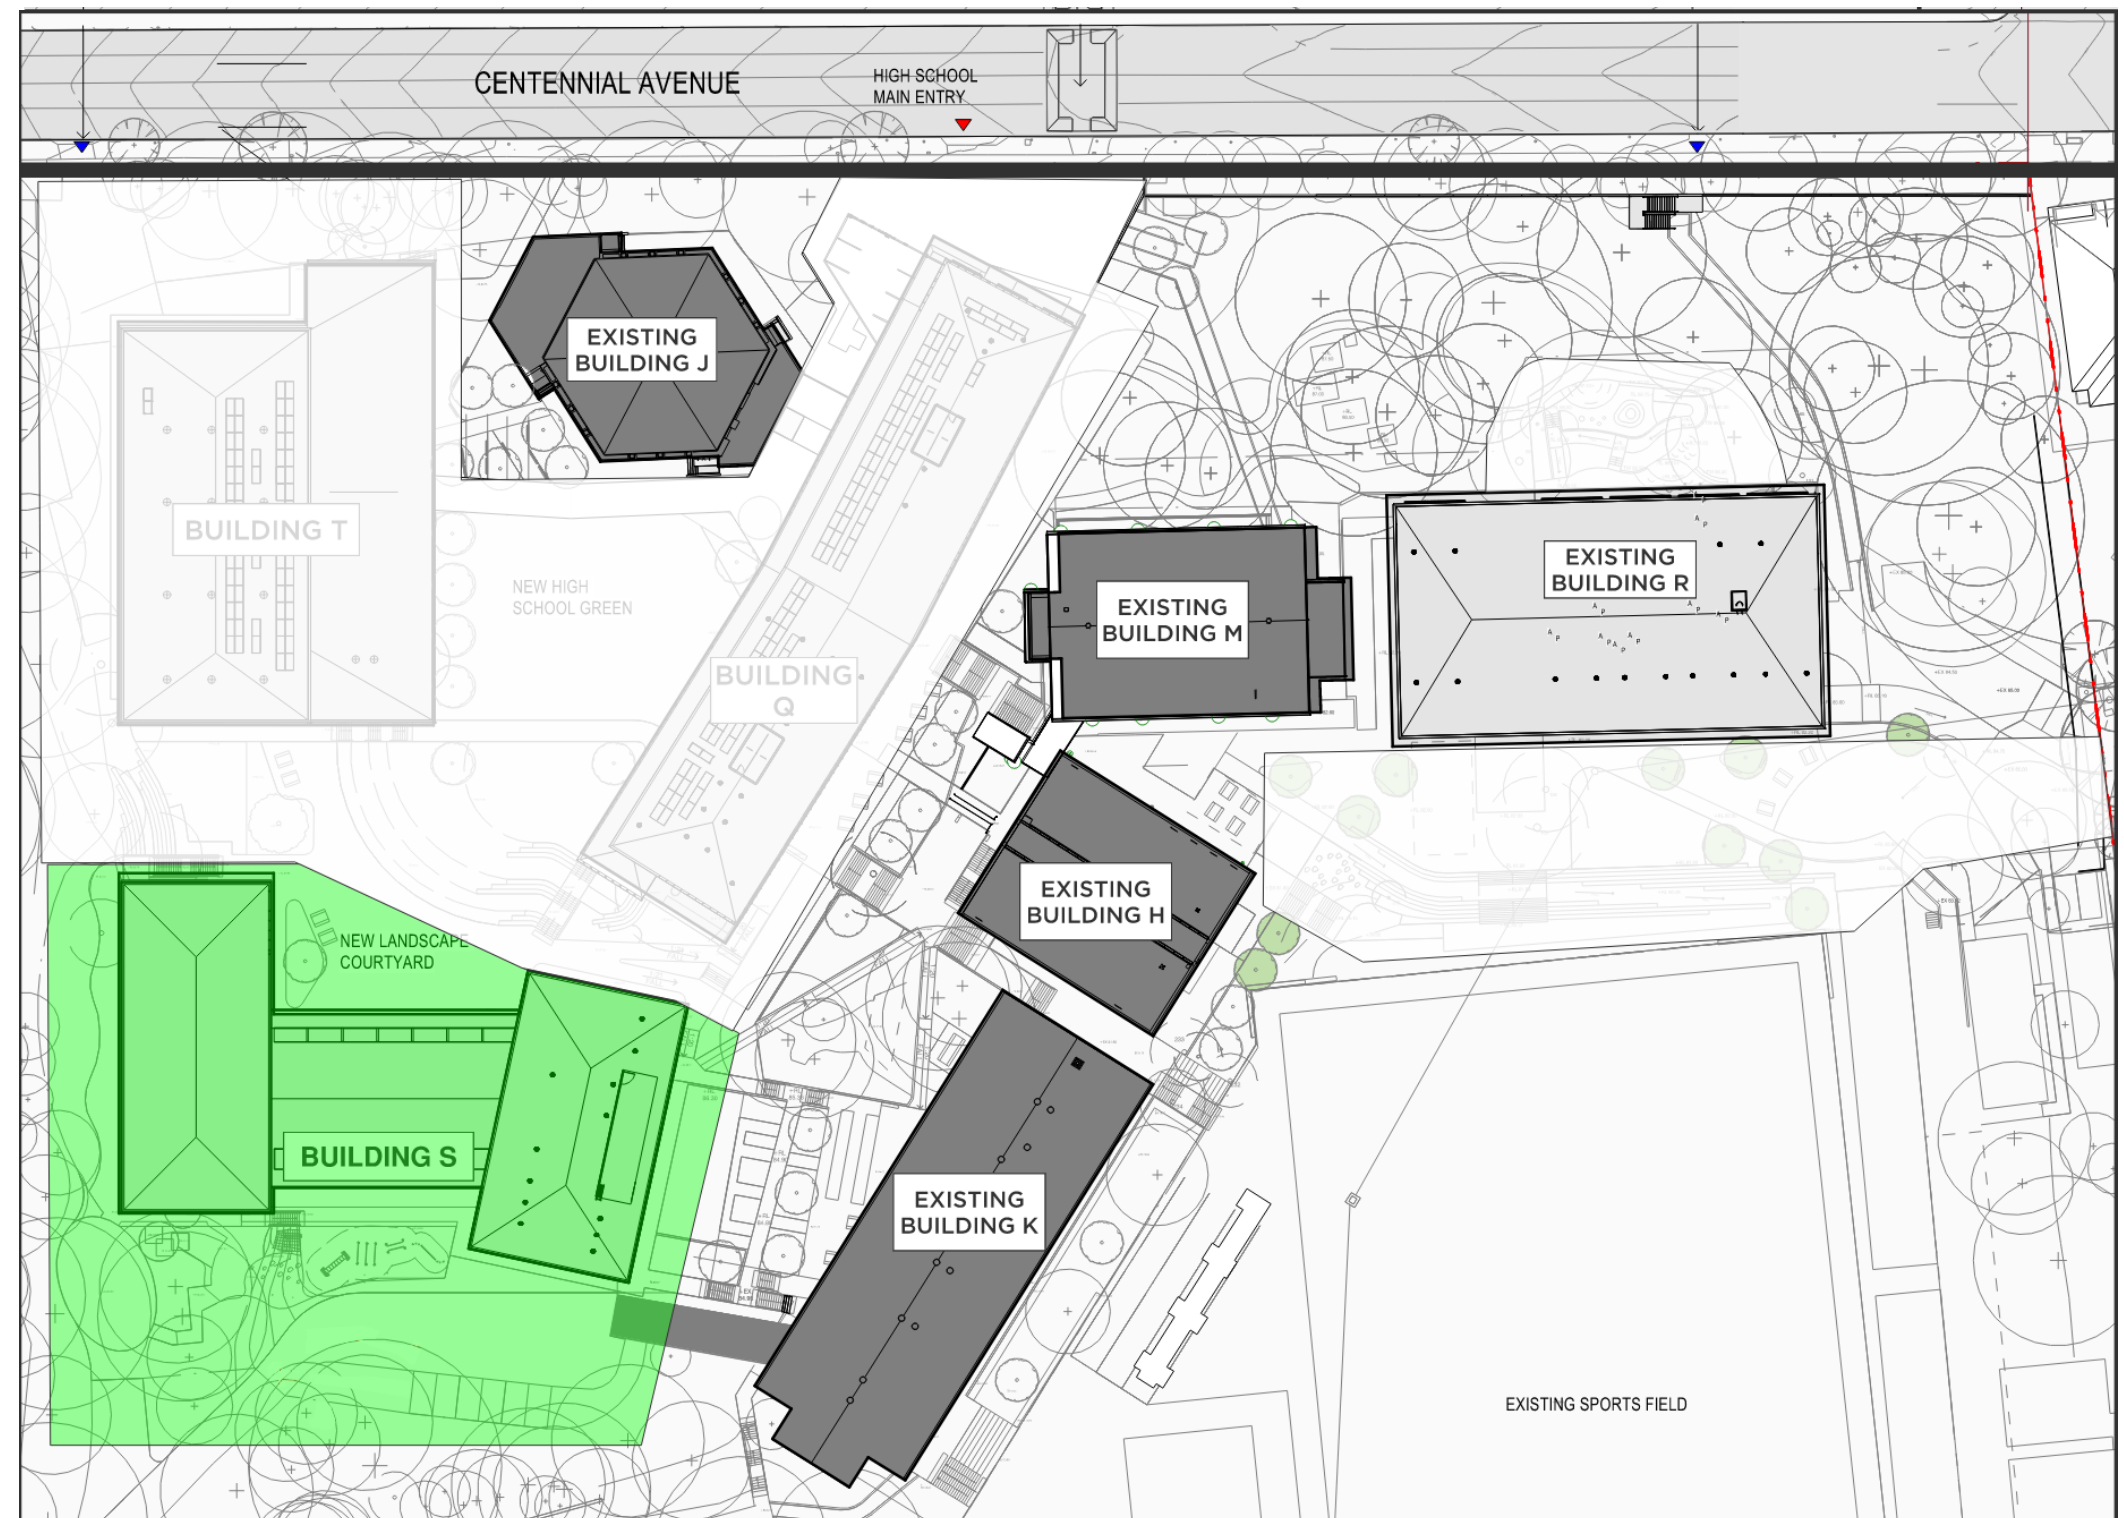 CENTENNIAL AVENUE
HIGH SCHOOL
MAIN ENTRY
EXISTING
BUILDING J
BUILDING T
NEW HIGH
SCHOOL GREEN
BUILDING
Q
EXISTING
BUILDING M
EXISTING
BUILDING R
EXISTING
BUILDING H
NEW LANDSCAPE
COURTYARD
BUILDING S
EXISTING
BUILDING K
EXISTING SPORTS FIELD